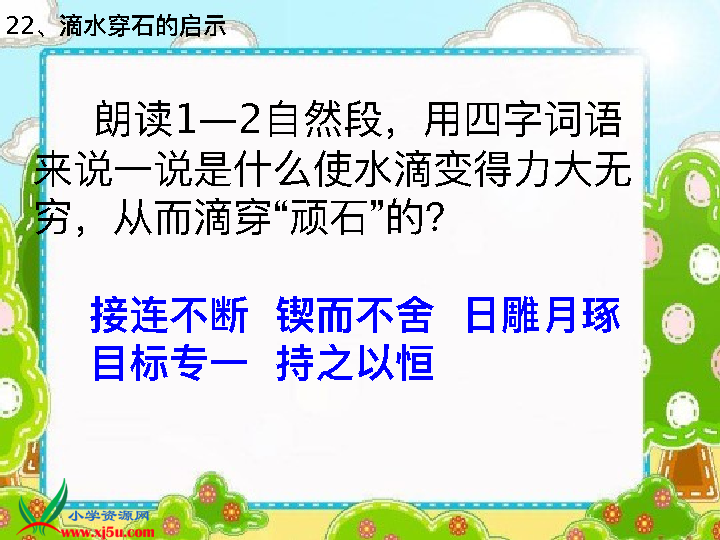 22、滴水穿石的启示
朗读1—2自然段，用四字词语
来说一说是什么使水滴变得力大无
穷，从而滴穿“顽石”的？
接连不断 锲而不舍 日雕月琢
目标专一 持之以恒
小学资源网
www.xj5u.com